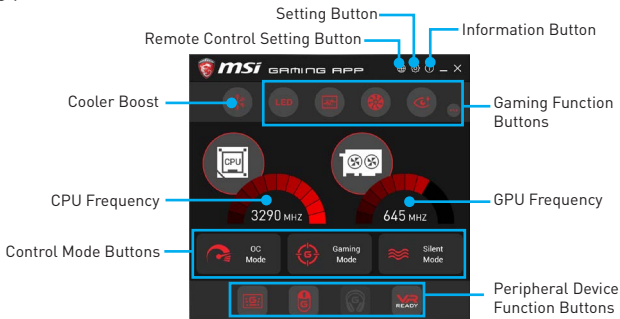 Setting Button
Information Button
Remote Control Setting Button
msi GAMING APP
Cooler Boost
LED
Gaming Function
Buttons
CPU
CPU Frequency
GPU Frequency
3290 MHZ
645 MHZ
Control Mode Buttons
OC
Mode
G
Gaming
Mode
Silent
Mode
G
G
G
VR
READY
Peripheral Device
Function Buttons